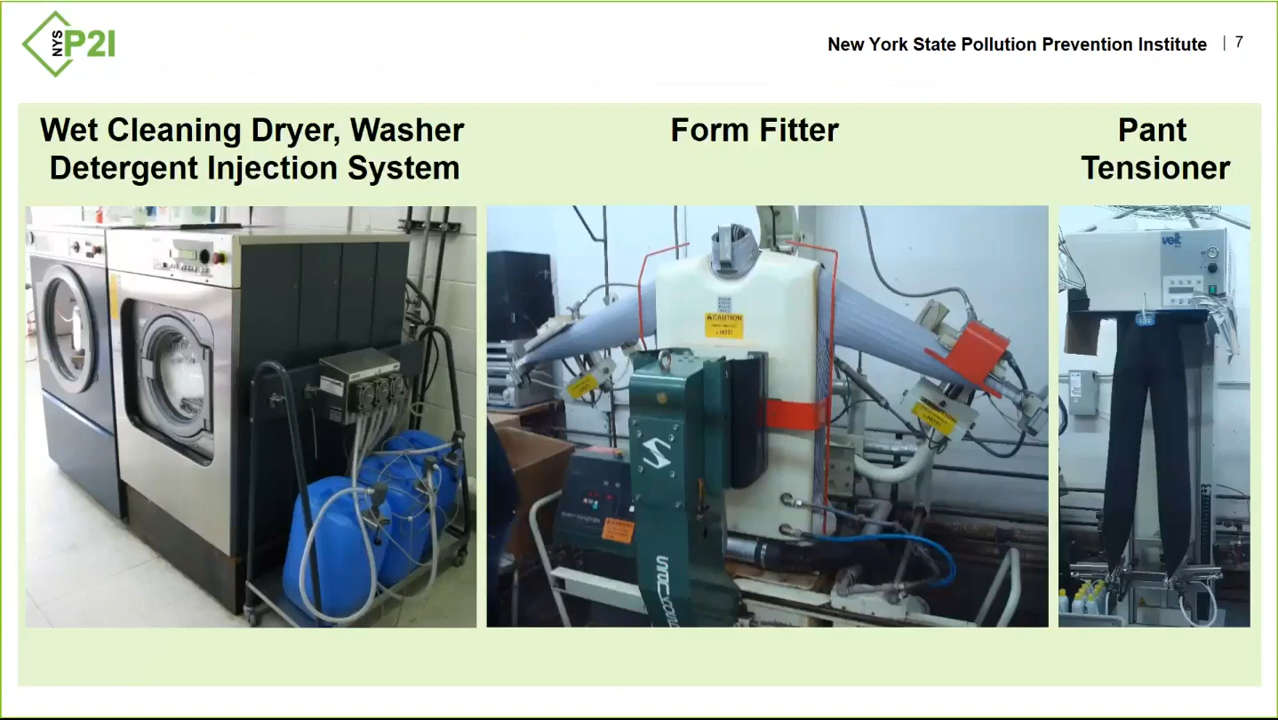 NYS P2I
New York State Pollution Prevention Institute | 7
Wet Cleaning Dryer, Washer
Detergent Injection System
Form Fitter
Pant
Tensioner
CAUTION
HOT!
veit